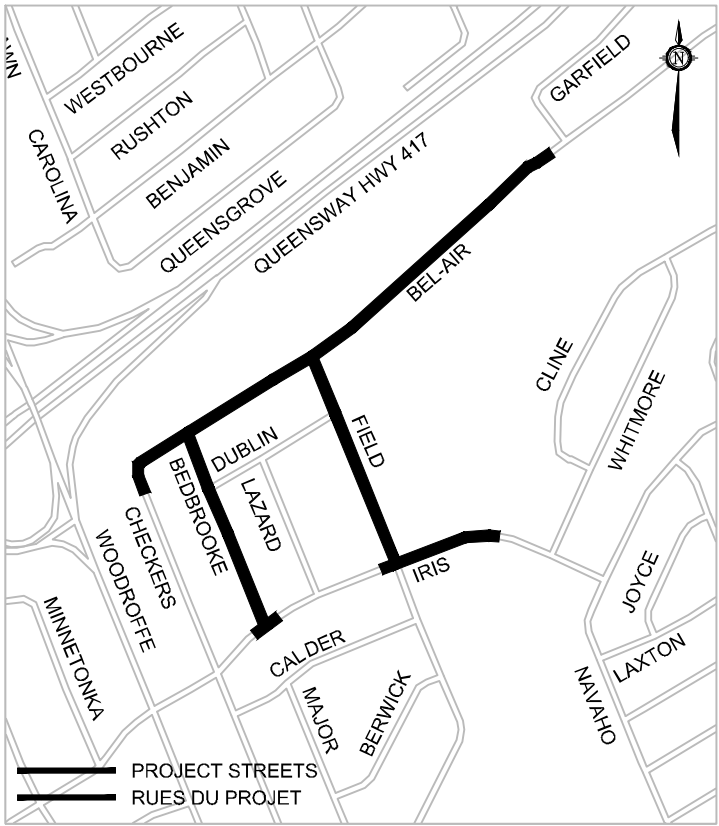 WESTBOURNE
RUSHTON
CAROLINA
BENJAMIN
QUEENSGROVE
QUEENSWAY HWY 417
GARFIELD
N
BEL-AIR
CLINE
WHITMORE
FIELD
DUBLIN
BEDBROOKE
LAZARD
CHECKERS
WOODROFFE
IRIS
JOYCE
MINNETONKA
CALDER
LAXTON
NAVAHO
MAJOR
BERWICK
PROJECT STREETS
RUES DU PROJET